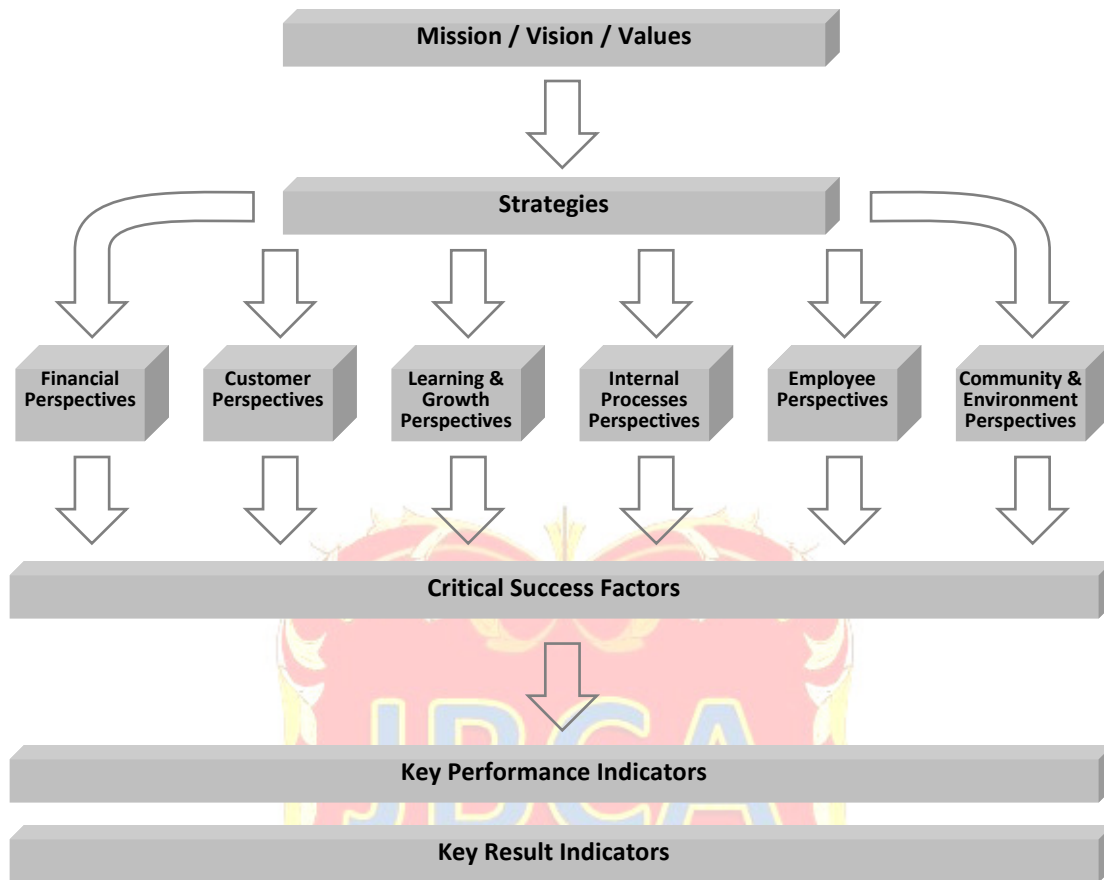 Mission / Vision / Values
Strategies
Financial
Perspectives
Customer
Perspectives
Learning &
Growth
Perspectives
Internal
Processes
Perspectives
Employee
Perspectives
Community &
Environment
Perspectives
Critical Success Factors
JBCA
Key Performance Indicators
Key Result Indicators